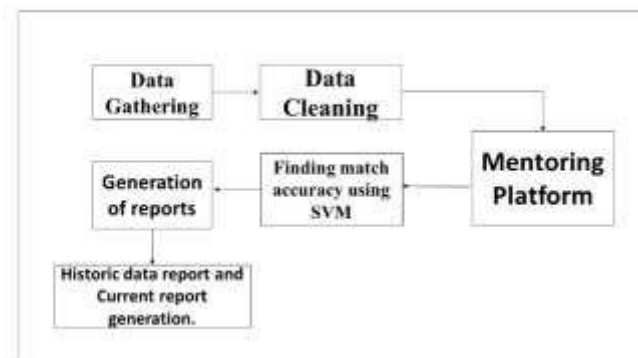 Data
Gathering
Data
Cleaning
Mentoring
Platform
Finding match
accuracy using
SVM
Generation
of reports
Historic data report and
Current report
generation.